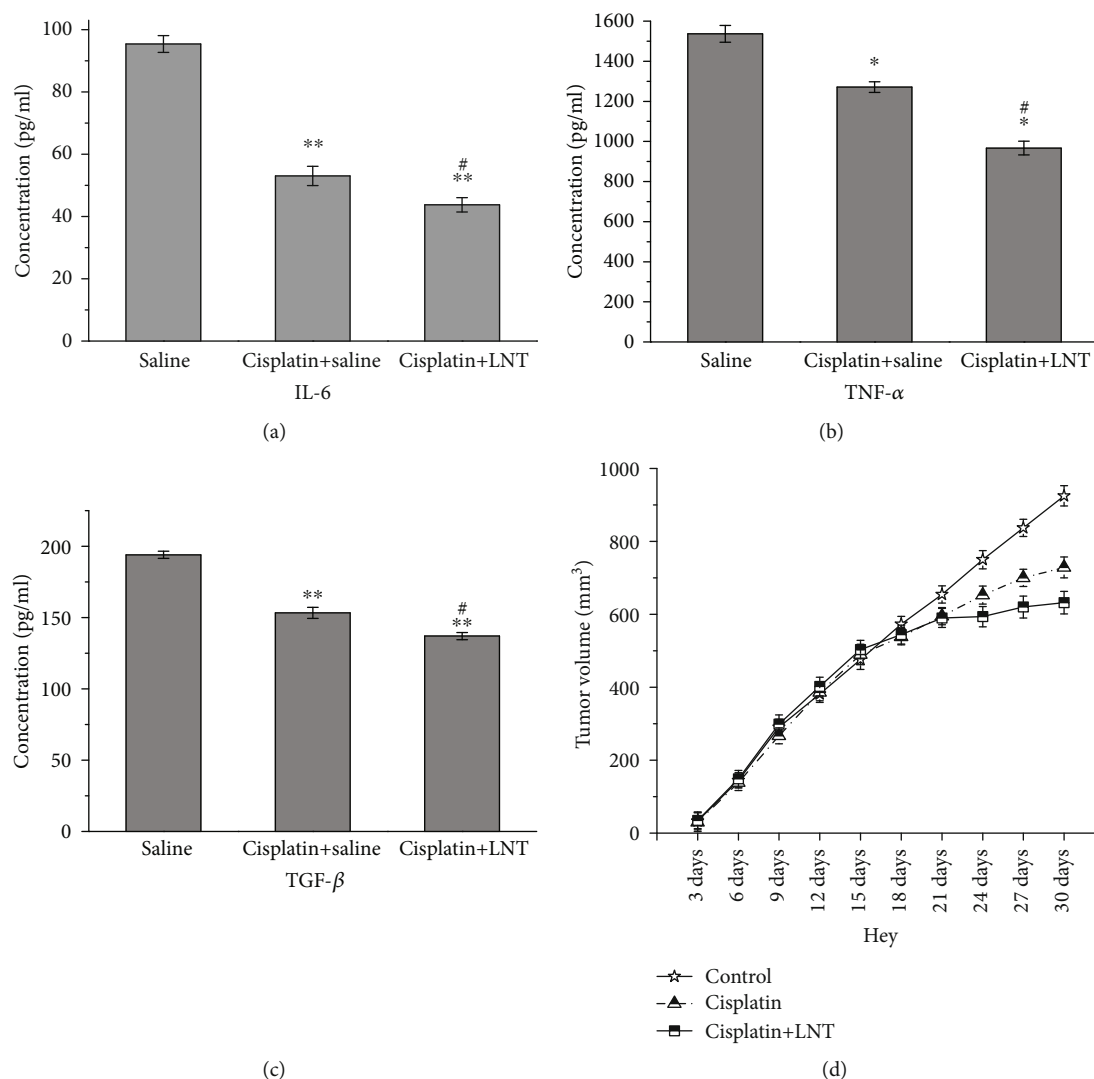 100
80
60
40
20
0
Concentration (pg/ml)
**
#
**
Saline
Cisplatin+saline
Cisplatin+LNT
IL-6
(a)
1600
1400
1200
1000
800
600
400
200
0
Concentration (pg/ml)
*
#
*
Saline
Cisplatin+saline
Cisplatin+LNT
TNF-α
(b)
200
150
100
50
0
Concentration (pg/ml)
**
#
**
Saline
Cisplatin+saline
Cisplatin+LNT
TGF-β
(c)
1000
800
600
400
200
0
Tumor volume (mm³)
3 days
6 days
9 days
12 days
15 days
18 days
21 days
24 days
27 days
30 days
Hey
Control
Cisplatin
Cisplatin+LNT
(d)